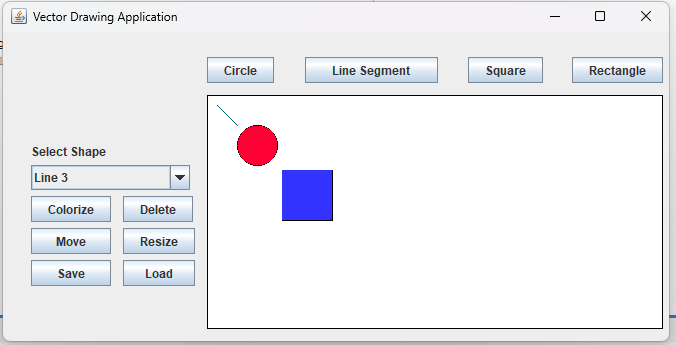 Vector Drawing Application
Circle
Line Segment
Square
Rectangle
Select Shape
Line 3
Colorize
Delete
Move
Resize
Save
Load